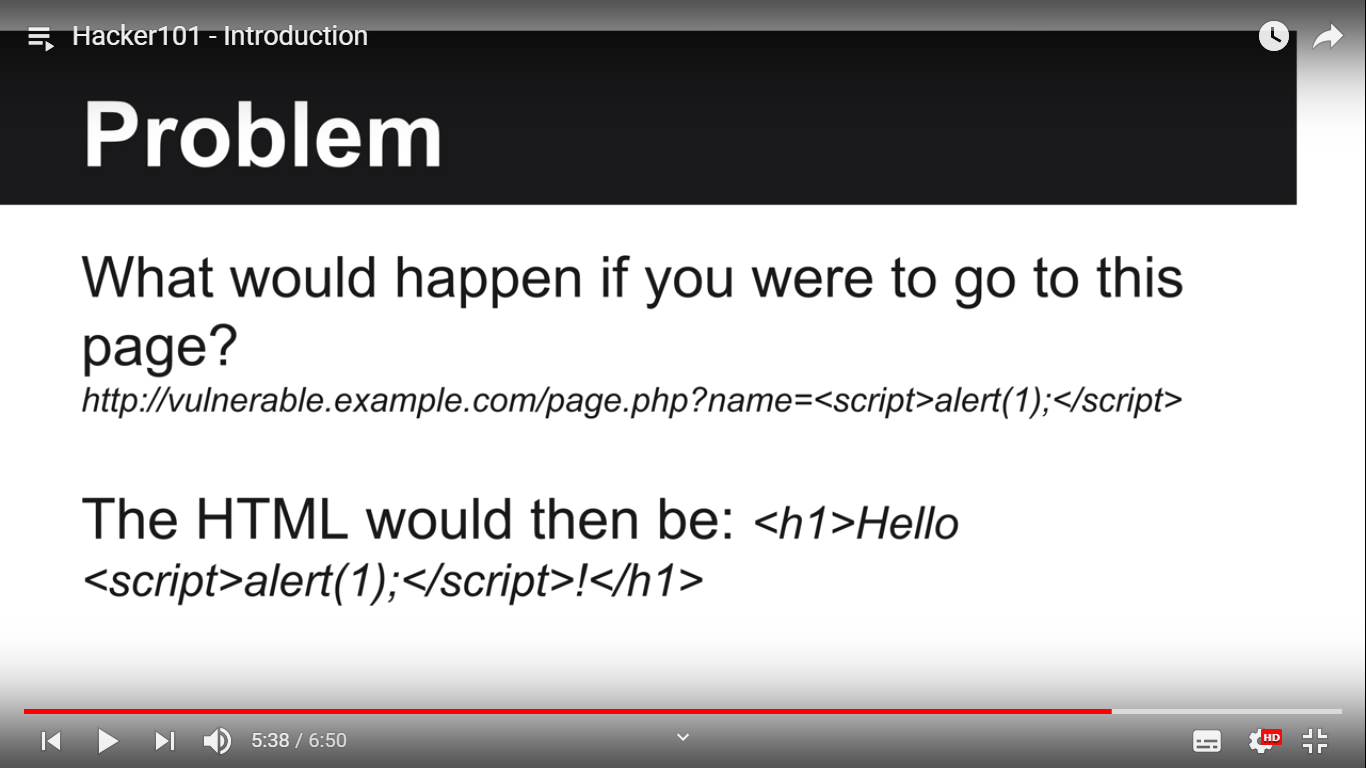 Hacker101 - Introduction
Problem
What would happen if you were to go to this
page?
http://vulnerable.example.com/page.php?name=<script>alert(1);</script>
The HTML would then be: <h1>Hello
<script>alert(1);</script>!</h1>
5:38 / 6:50
HD